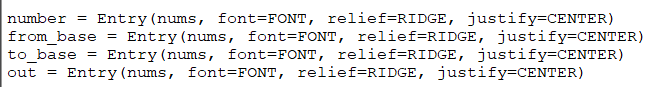 number = Entry(nums, font=FONT, relief=RIDGE, justify=CENTER)
from_base = Entry(nums, font=FONT, relief=RIDGE, justify=CENTER)
to_base = Entry(nums, font=FONT, relief=RIDGE, justify=CENTER)
out = Entry(nums, font=FONT, relief=RIDGE, justify=CENTER)